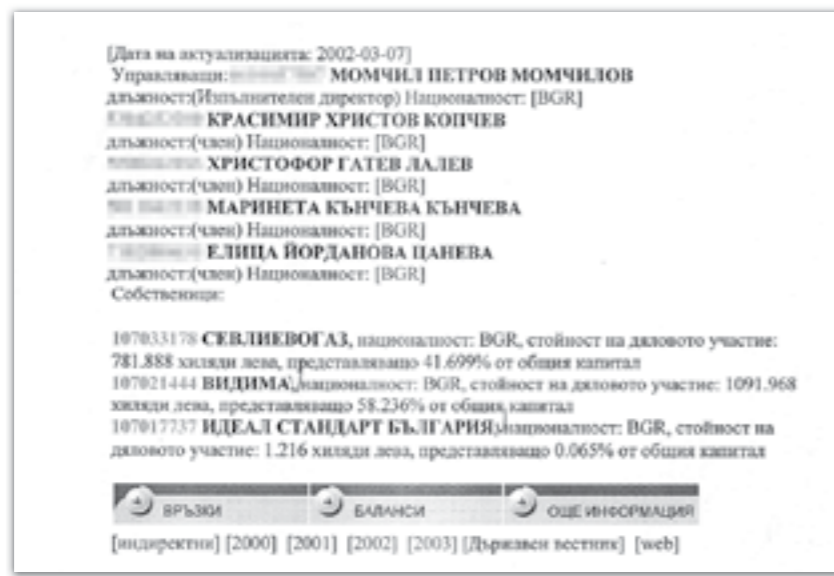 [Дата на актуализацията: 2002-03-07]
Управляващи: МОМЧИЛ ПЕТРОВ МОМЧИЛОВ
длъжност:(Изпълнителен директор) Националност: [BGR]
КРАСИМИР ХРИСТОВ КОПЧЕВ
длъжност:(член) Националност: [BGR]
ХРИСТОФОР ГАТЕВ ЛАЛЕВ
длъжност:(член) Националност: [BGR]
МАРИНЕТА КЪНЧЕВА КЪНЧЕВА
длъжност:(член) Националност: [BGR]
ЕЛИЦА ЙОРДАНОВА ЦАНЕВА
длъжност:(член) Националност: [BGR]
Собственици:
107033178 СЕВЛИЕВОГАЗ, националност: BGR, стойност на дяловото участие:
781.888 хиляди лева, представляващо 41.699% от общия капитал
107021444 ВИДИМА, националност: BGR, стойност на дяловото участие: 1091.968
хиляди лева, представляващо 58.236% от общия капитал
107017737 ИДЕАЛ СТАНДАРТ БЪЛГАРИЯ, националност: BGR, стойност на
дяловото участие: 1.216 хиляди лева, представляващо 0.065% от общия капитал
ВРЪЗКИ БАЛАНСИ ОЩЕ ИНФОРМАЦИЯ
[индиректни] [2000] [2001] [2002] [2003] [Държавен вестник] [web]